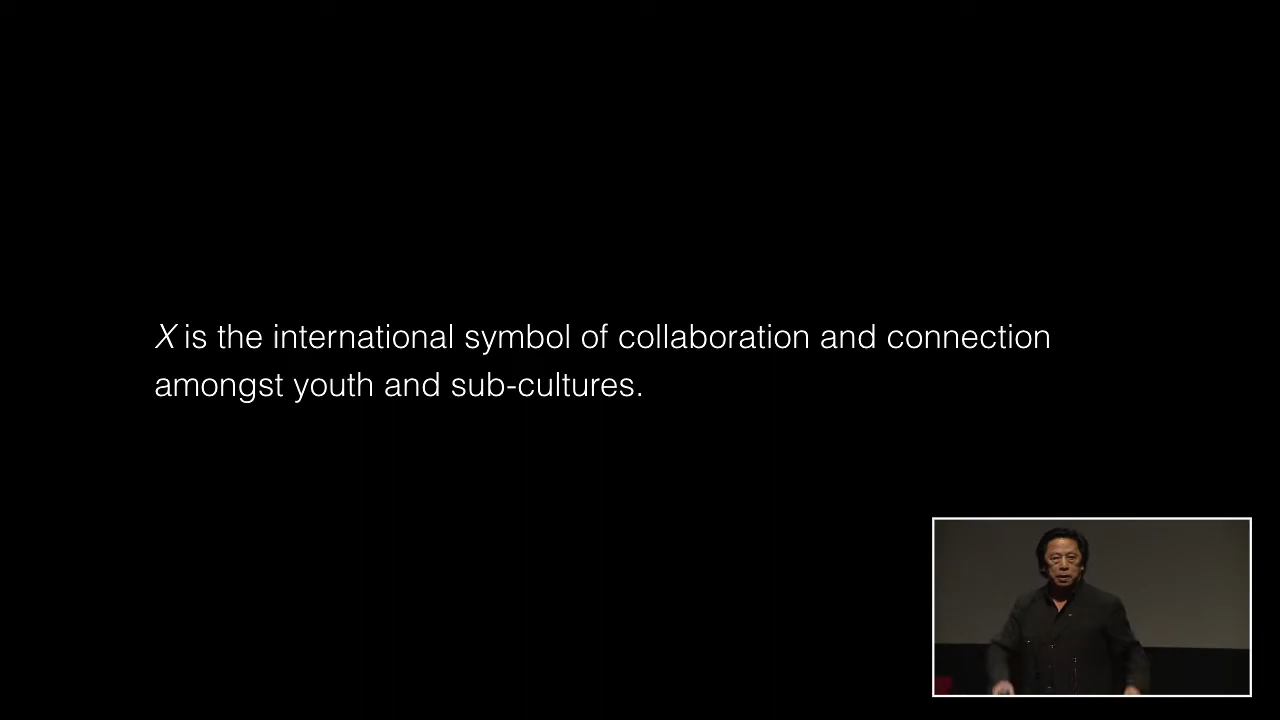 X is the international symbol of collaboration and connection
amongst youth and sub-cultures.